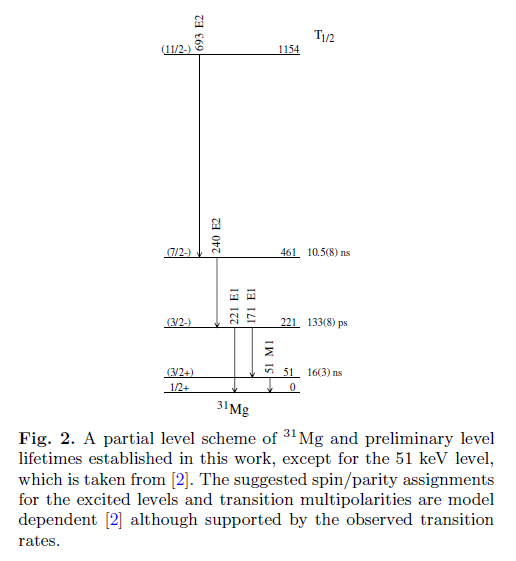 693 E2
T1/2
(11/2-) 1154
240 E2
(7/2-) 461 10.5(8) ns
221 E1
171 E1
(3/2-) 221 133(8) ps
51 M1
(3/2+) 51 16(3) ns
1/2+ 0
31Mg
Fig. 2. A partial level scheme of 31Mg and preliminary level
lifetimes established in this work, except for the 51 keV level,
which is taken from [2]. The suggested spin/parity assignments
for the excited levels and transition multipolarities are model
dependent [2] although supported by the observed transition
rates.